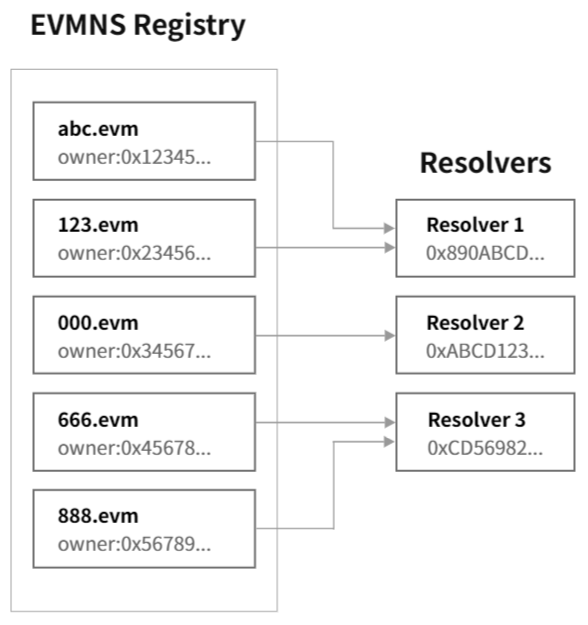 EVMNS Registry
abc.evm
owner:0x12345...
123.evm
owner:0x23456...
000.evm
owner:0x34567...
666.evm
owner:0x45678...
888.evm
owner:0x56789...
Resolvers
Resolver 1
0x890ABCD...
Resolver 2
0xABCD123...
Resolver 3
0xCD56982...